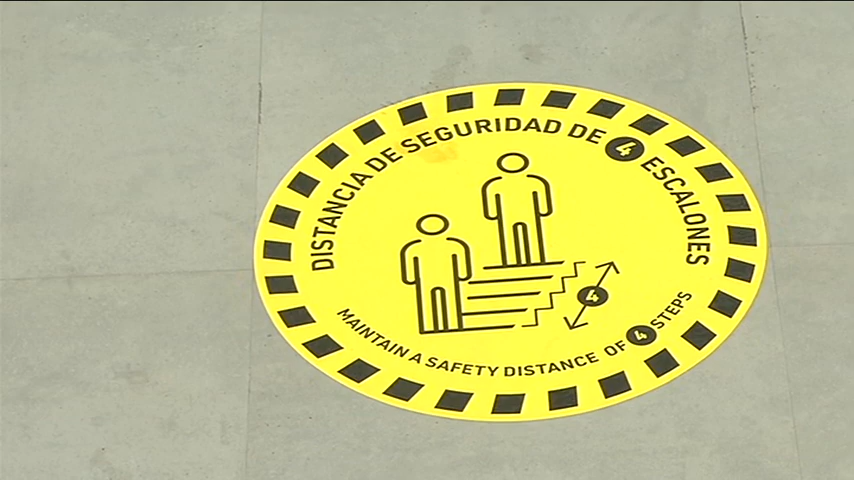 DISTANCIA DE SEGURIDAD DE 4 ESCALONES
4
MAINTAIN A SAFETY DISTANCE OF 4 STEPS